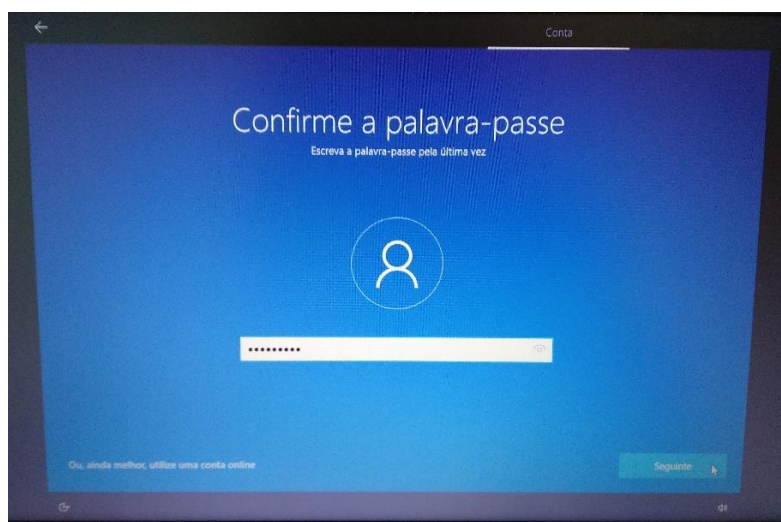 Conta
Confirme a palavra-passe
Escreva a palavra-passe pela última vez
•••••••••
Ou, ainda melhor, utilize uma conta online
Seguinte